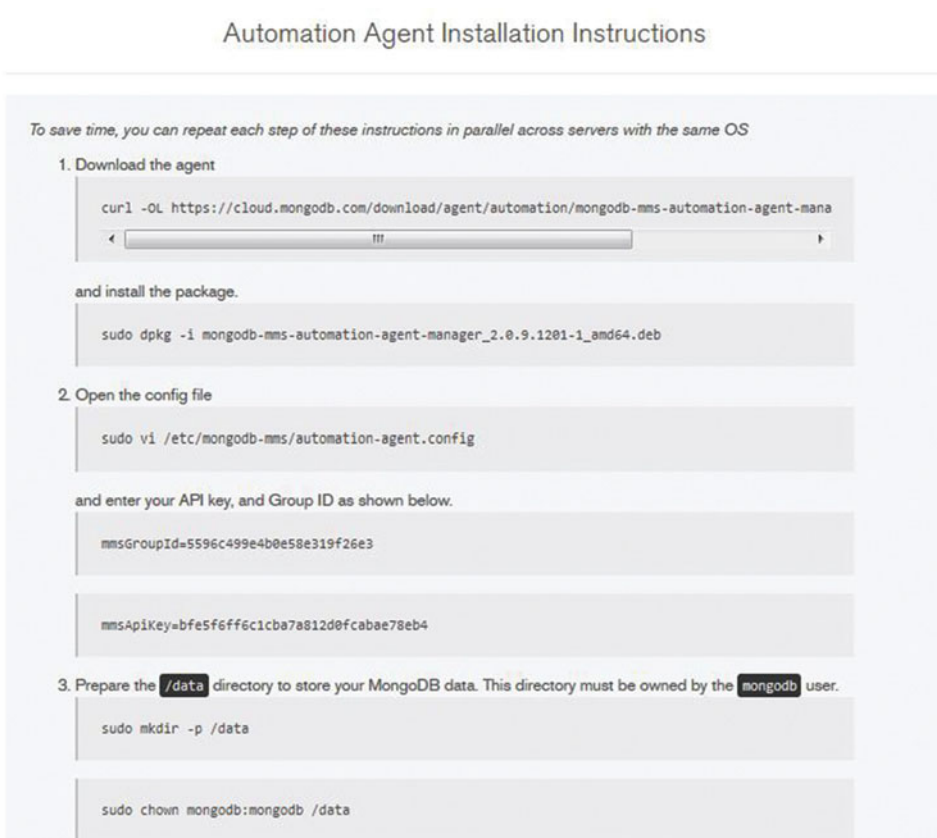 Automation Agent Installation Instructions
To save time, you can repeat each step of these instructions in parallel across servers with the same OS
1. Download the agent
curl -OL https://cloud.mongodb.com/download/agent/automation/mongodb-mms-automation-agent-mana
and install the package.
sudo dpkg -i mongodb-mms-automation-agent-manager_2.0.9.1201-1_amd64.deb
2. Open the config file
sudo vi /etc/mongodb-mms/automation-agent.config
and enter your API key, and Group ID as shown below.
mmsGroupId=5596c499e4b0e58e319f26e3
mmsApiKey=bfe5f6ff6c1cba7a812d0fcabae78eb4
3. Prepare the /data directory to store your MongoDB data. This directory must be owned by the mongodb user.
sudo mkdir -p /data
sudo chown mongodb:mongodb /data